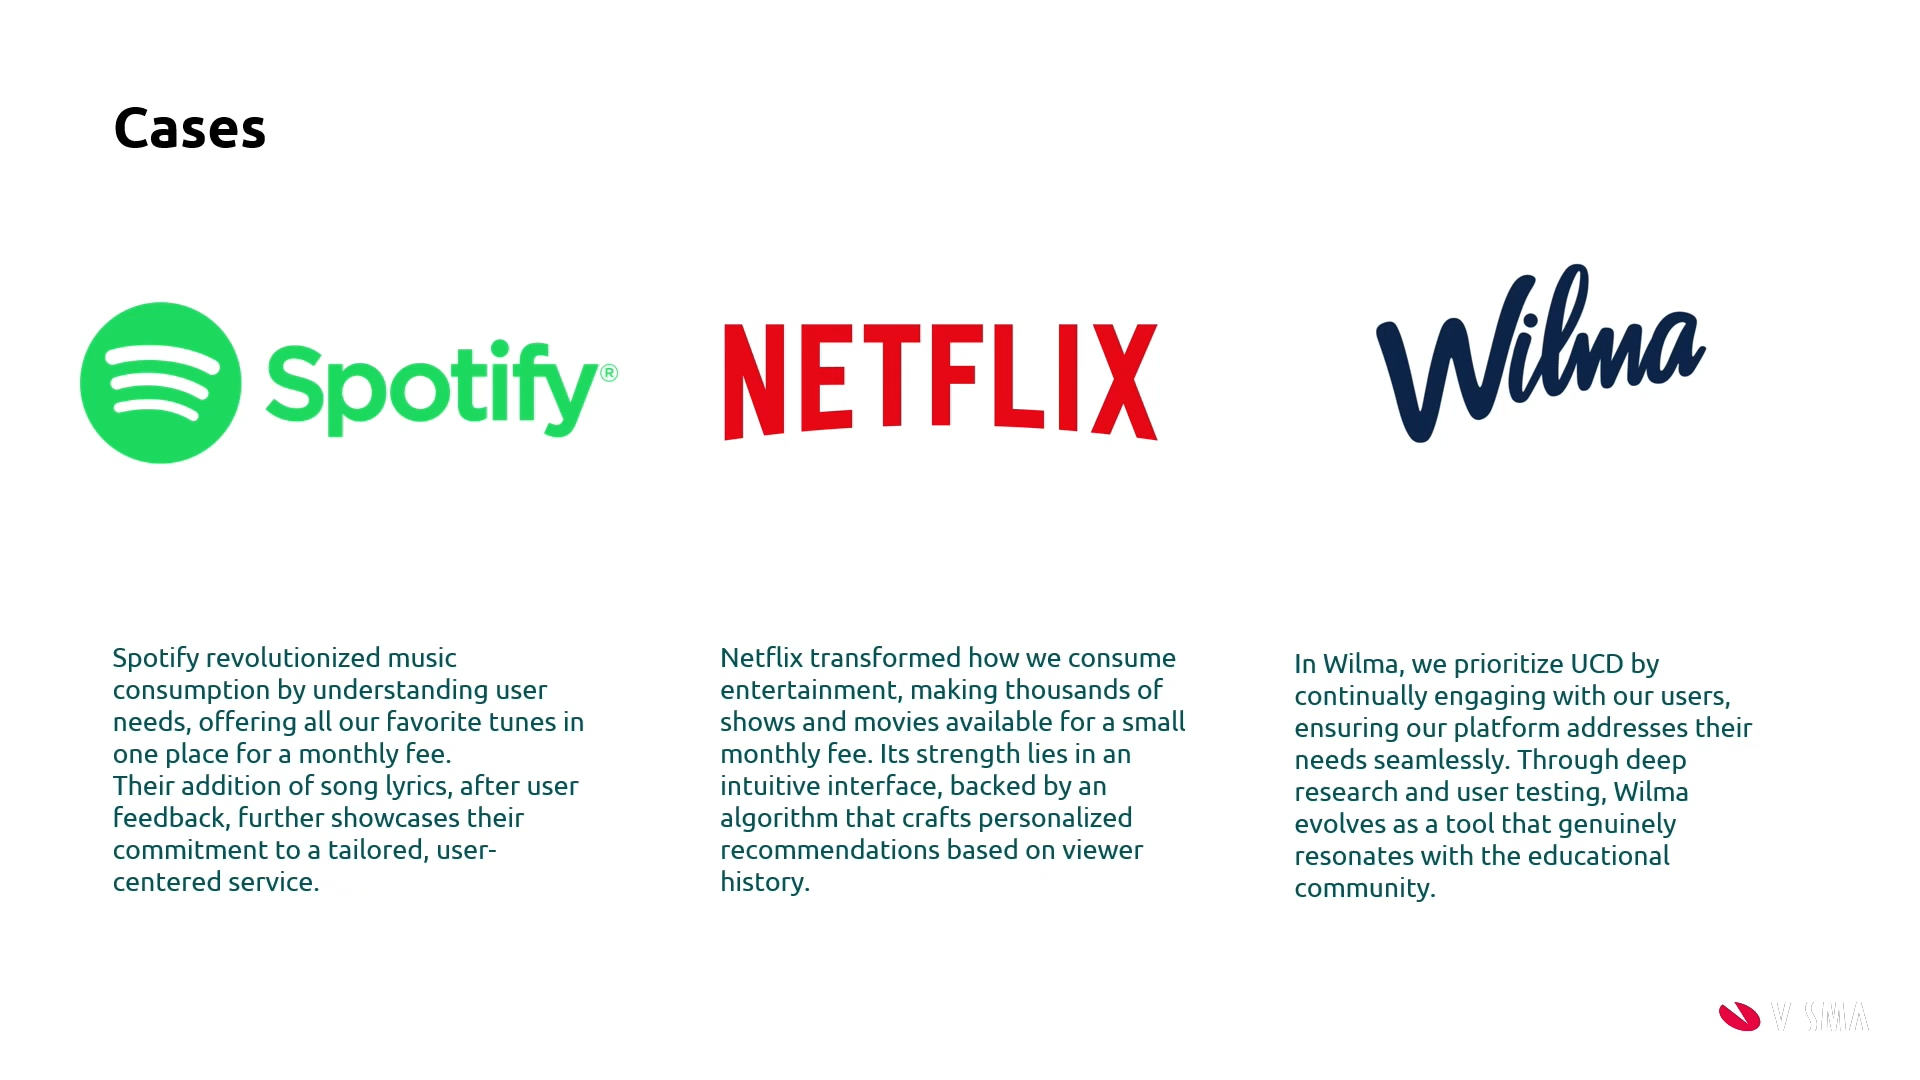 Cases
Spotify®
NETFLIX
Wilma
Spotify revolutionized music
consumption by understanding user
needs, offering all our favorite tunes in
one place for a monthly fee.
Their addition of song lyrics, after user
feedback, further showcases their
commitment to a tailored, user-
centered service.
Netflix transformed how we consume
entertainment, making thousands of
shows and movies available for a small
monthly fee. Its strength lies in an
intuitive interface, backed by an
algorithm that crafts personalized
recommendations based on viewer
history.
In Wilma, we prioritize UCD by
continually engaging with our users,
ensuring our platform addresses their
needs seamlessly. Through deep
research and user testing, Wilma
evolves as a tool that genuinely
resonates with the educational
community.
VISMA